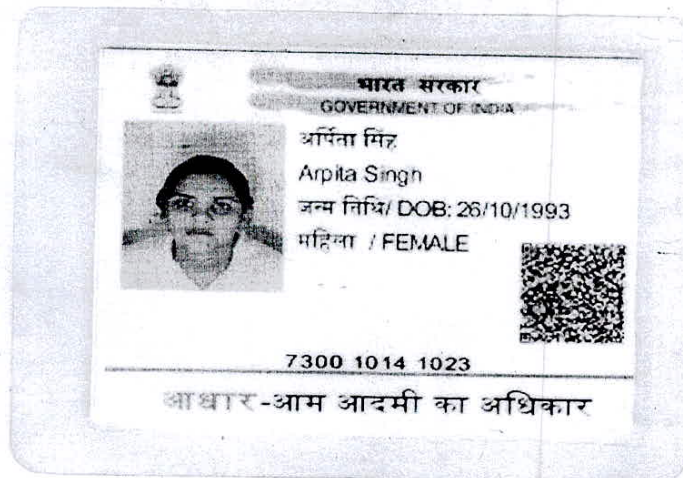 भारत सरकार
GOVERNMENT OF INDIA
अर्पिता सिंह
Arpita Singh
जन्म तिथि/ DOB: 26/10/1993
महिला / FEMALE
7300 1014 1023
आधार-आम आदमी का अधिकार